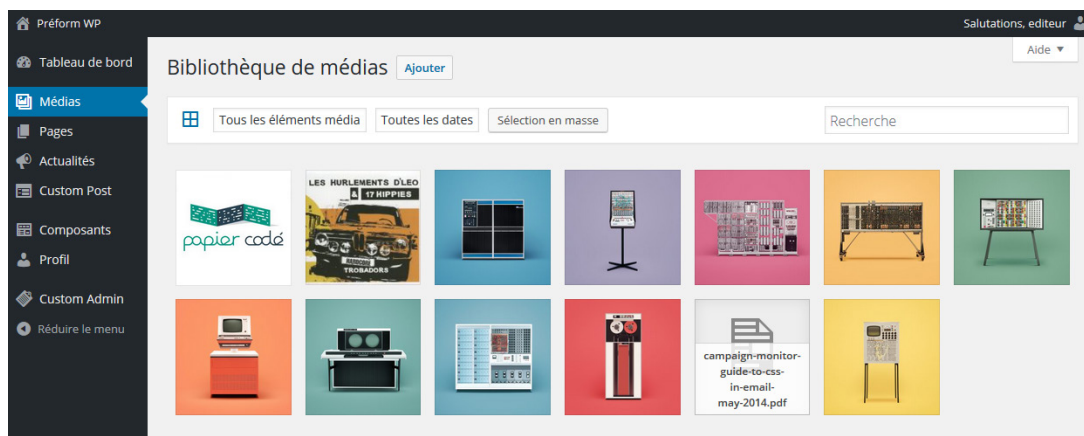 Préform WP
Salutations, editeur
Tableau de bord
Médias
Pages
Actualités
Custom Post
Composants
Profil
Custom Admin
Réduire le menu
Aide ▼
Bibliothèque de médias Ajouter
Tous les éléments média Toutes les dates Sélection en masse Recherche
papier codé
LES HURLEMENTS D'LEO
& 17 HIPPIES
TROBADORS
campaign-monitor-
guide-to-css-
in-email-
may-2014.pdf